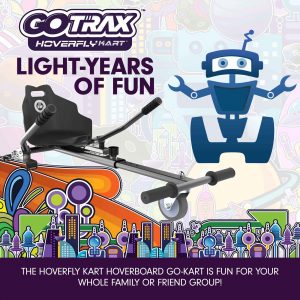 GOTRAX
HOVERFLY KART
LIGHT-YEARS
OF FUN
THE HOVERFLY KART HOVERBOARD GO-KART IS FUN FOR YOUR
WHOLE FAMILY OR FRIEND GROUP!